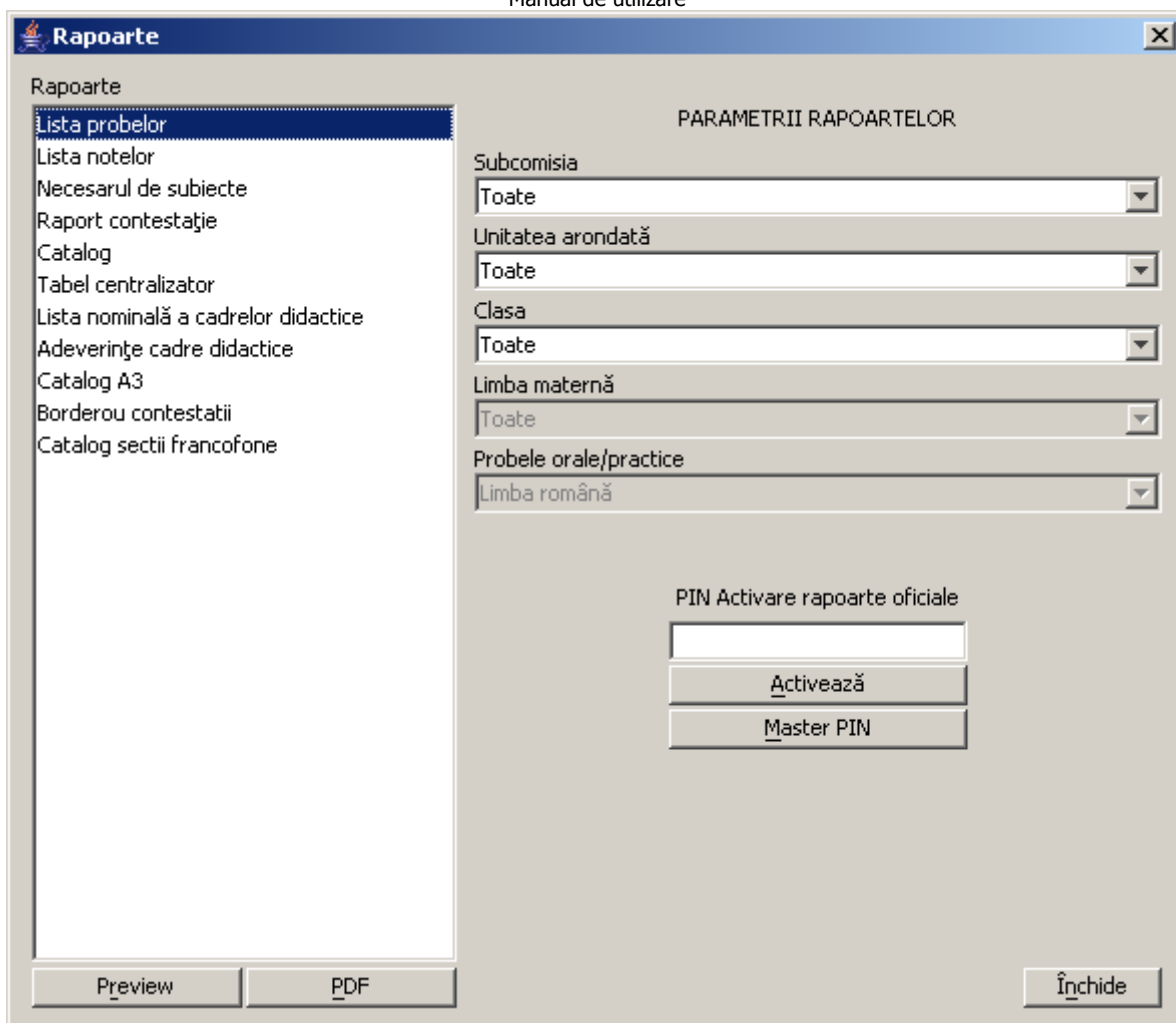 Manual de utilizare
Rapoarte
Rapoarte
Lista probelor
Lista notelor
Necesarul de subiecte
Raport contestaţie
Catalog
Tabel centralizator
Lista nominală a cadrelor didactice
Adeverinţe cadre didactice
Catalog A3
Borderou contestatii
Catalog sectii francofone
PARAMETRII RAPOARTELOR
Subcomisia
Toate
Unitatea arondată
Toate
Clasa
Toate
Limba maternă
Toate
Probele orale/practice
Limba română
PIN Activare rapoarte oficiale
Activează
Master PIN
Preview
PDF
Închide